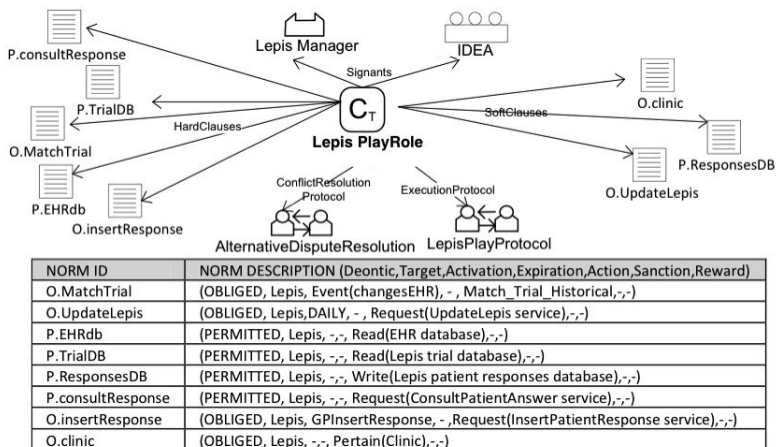 P.consultResponse
Lepis Manager
IDEA
Signants
P.TrialDB
O.clinic
C_T
HardClauses
SoftClauses
O.MatchTrial
Lepis PlayRole
P.ResponsesDB
P.EHRdb
O.UpdateLepis
ConflictResolution
Protocol
ExecutionProtocol
O.insertResponse
AlternativeDisputeResolution
LepisPlayProtocol
NORM ID NORM DESCRIPTION (Deontic,Target,Activation,Expiration,Action,Sanction,Reward)
O.MatchTrial (OBLIGED, Lepis, Event(changesEHR), - , Match_Trial_Historical,-,-)
O.UpdateLepis (OBLIGED, Lepis,DAILY, - , Request(UpdateLepis service),-,-)
P.EHRdb (PERMITTED, Lepis, -,-, Read(EHR database),-,-)
P.TrialDB (PERMITTED, Lepis, -,-, Read(Lepis trial database),-,-)
P.ResponsesDB (PERMITTED, Lepis, -,-, Write(Lepis patient responses database),-,-)
P.consultResponse (PERMITTED, Lepis, -,-, Request(ConsultPatientAnswer service),-,-)
O.insertResponse (OBLIGED, Lepis, GPInsertResponse, - ,Request(InsertPatientResponse service),-,-)
O.clinic (OBLIGED, Lepis, -,-, Pertain(Clinic),-,-)